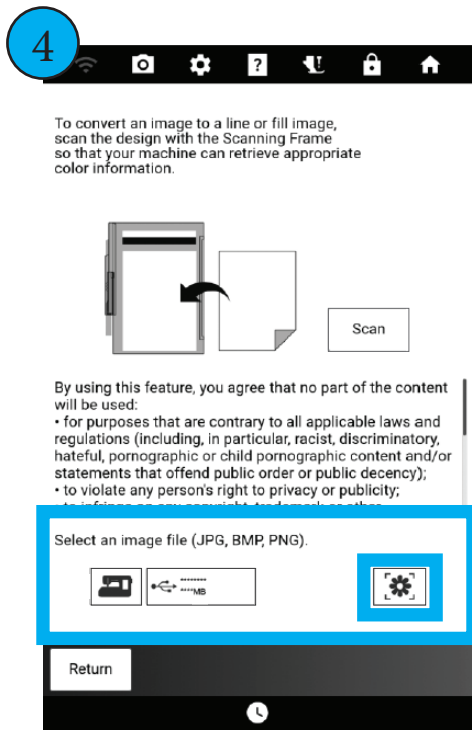 4
?
To convert an image to a line or fill image,
scan the design with the Scanning Frame
so that your machine can retrieve appropriate
color information.
Scan
By using this feature, you agree that no part of the content
will be used:
• for purposes that are contrary to all applicable laws and
regulations (including, in particular, racist, discriminatory,
hateful, pornographic or child pornographic content and/or
statements that offend public order or public decency);
• to violate any person's right to privacy or publicity;
Select an image file (JPG, BMP, PNG).
********
****MB
Return